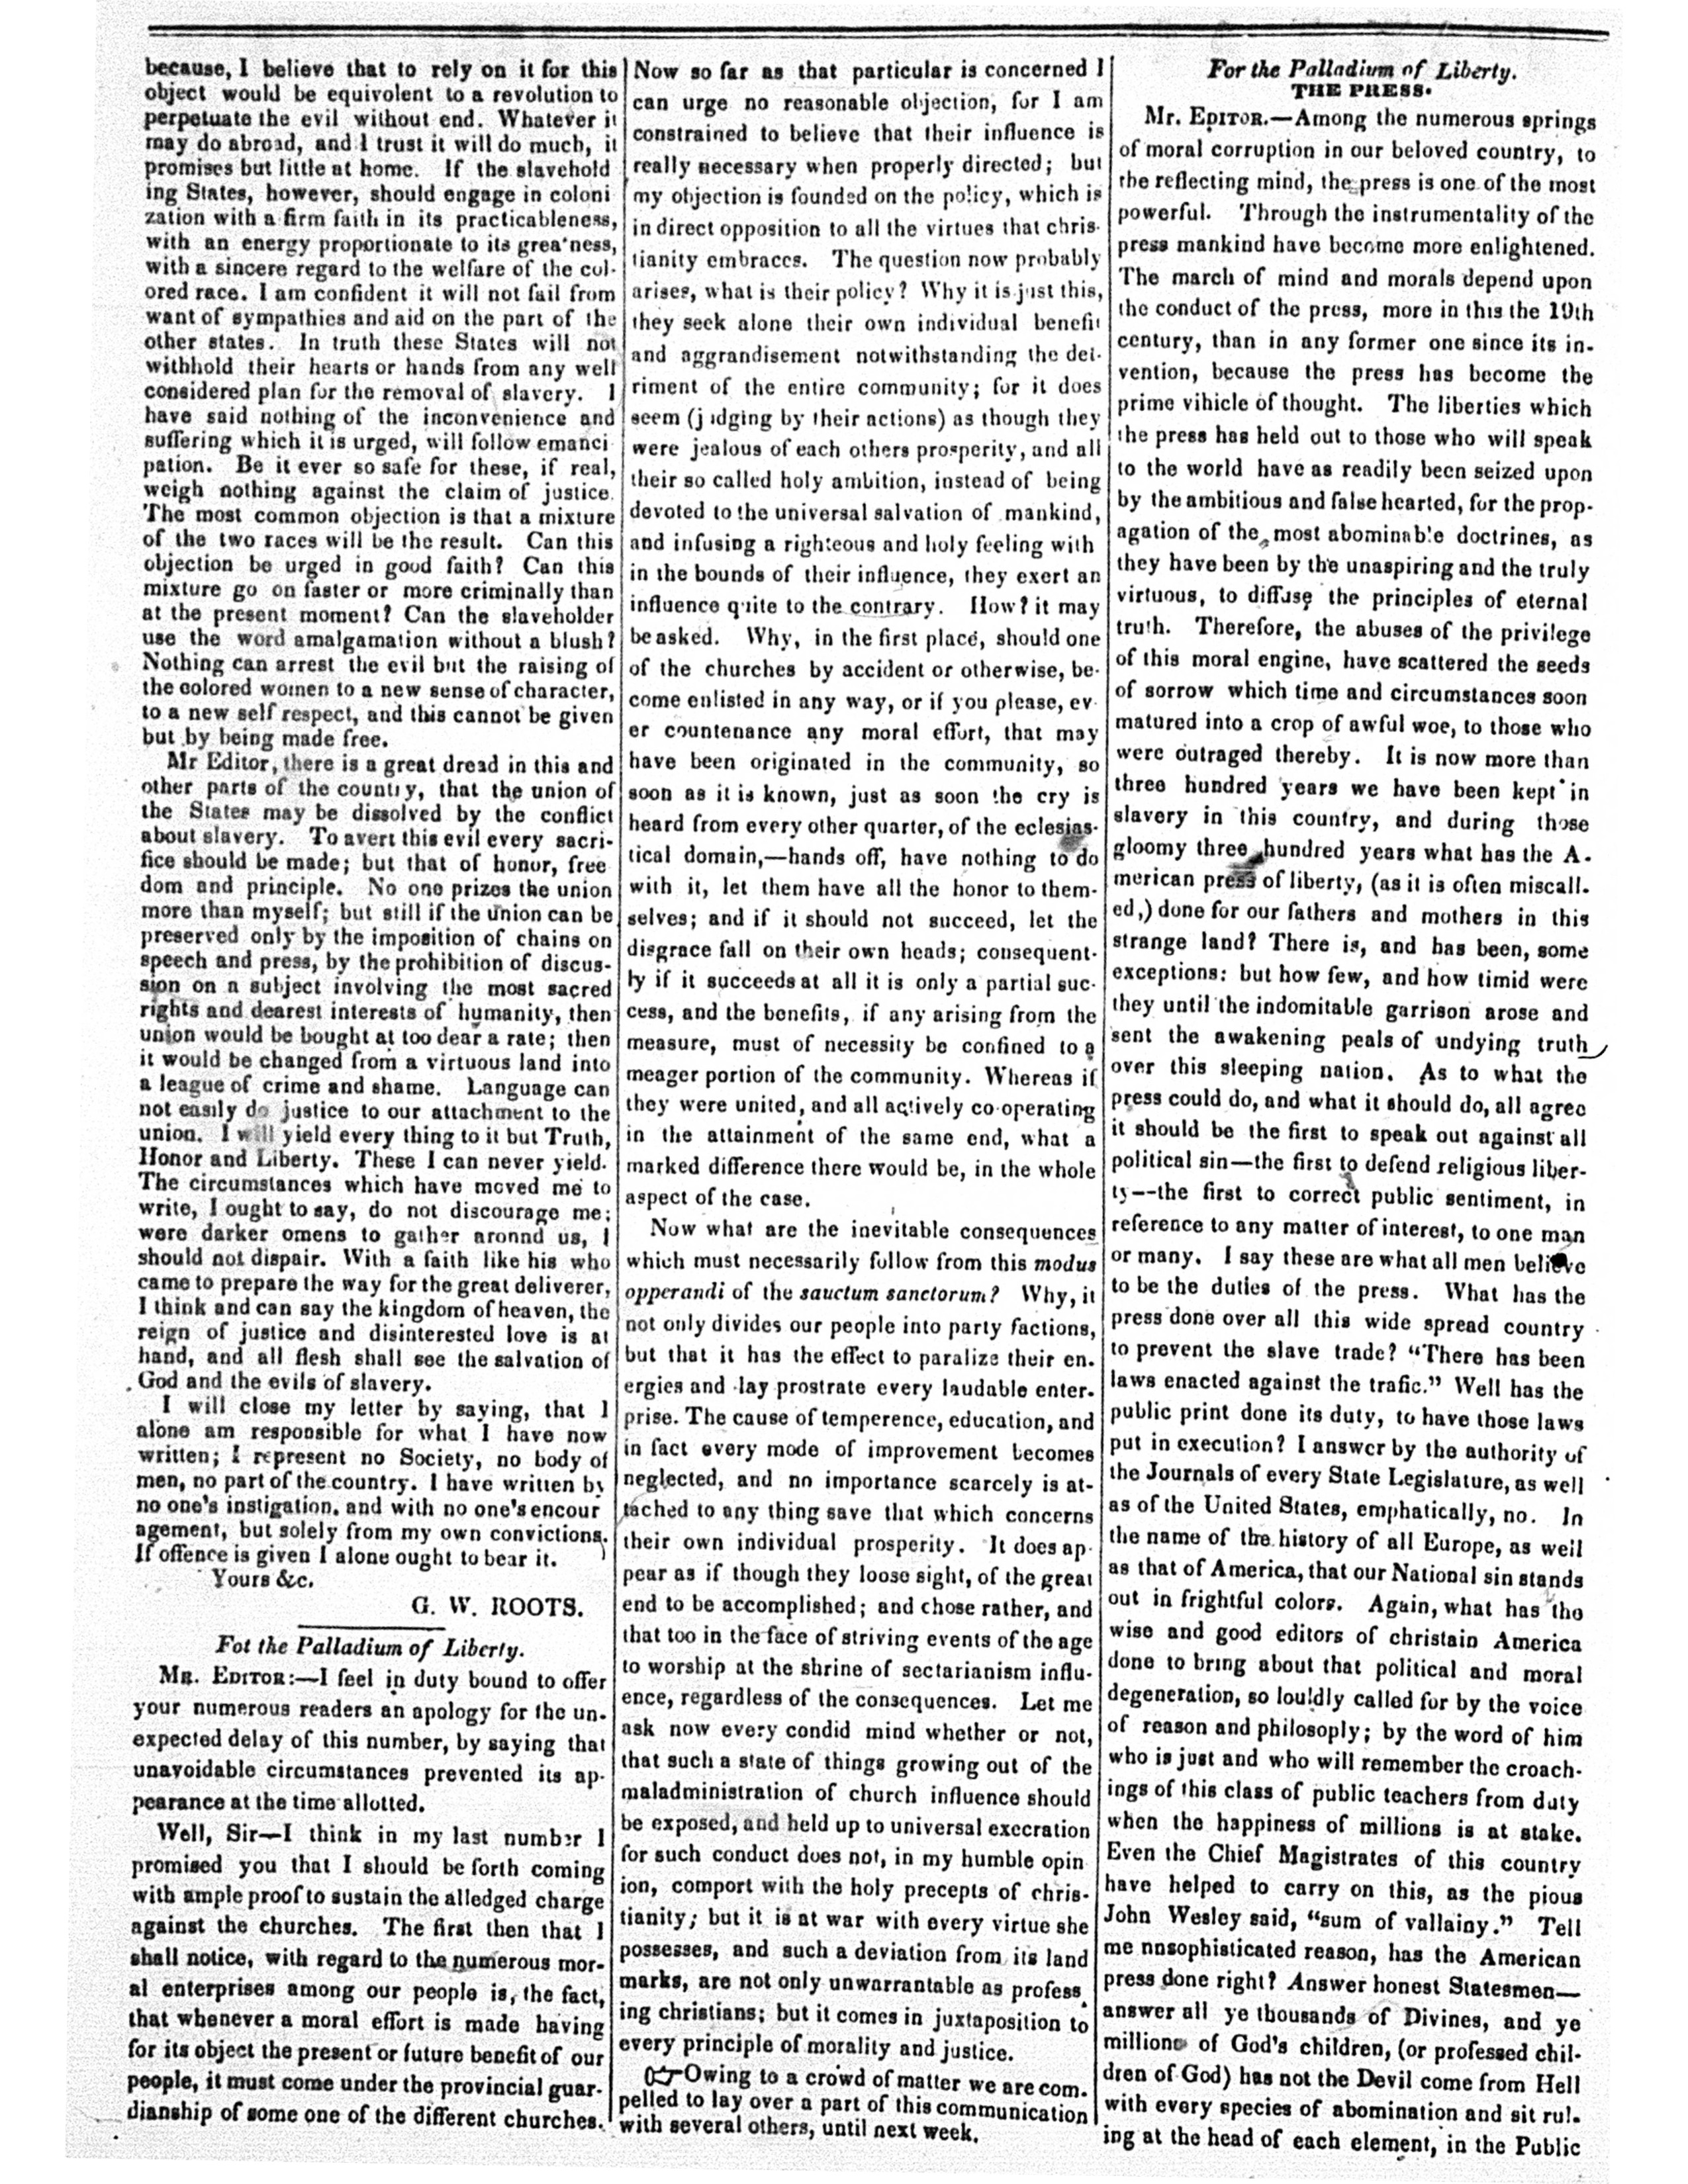 because, I believe that to rely on it for this
object would be equivolent to a revolution to
perpetuate the evil without end. Whatever it
may do abroad, and I trust it will do much, it
promises but little at home. If the slavehold
ing States, however, should engage in coloni
zation with a firm faith in its practicableness,
with an energy proportionate to its grea'ness,
with a sincere regard to the welfare of the col-
ored race. I am confident it will not fail from
want of sympathies and aid on the part of the
other states. In truth these States will not
withhold their hearts or hands from any well
considered plan for the removal of slavery. I
have said nothing of the inconvenience and
suffering which it is urged, will follow emanci
pation. Be it ever so safe for these, if real,
weigh nothing against the claim of justice.
The most common objection is that a mixture
of the two races will be the result. Can this
objection be urged in good faith? Can this
mixture go on faster or more criminally than
at the present moment? Can the slaveholder
use the word amalgamation without a blush?
Nothing can arrest the evil but the raising of
the colored women to a new sense of character,
to a new self respect, and this cannot be given
but by being made free.
Mr Editor, there is a great dread in this and
other parts of the country, that the union of
the States may be dissolved by the conflict
about slavery. To avert this evil every sacri-
fice should be made; but that of honor, free
dom and principle. No one prizes the union
more than myself; but still if the union can be
preserved only by the imposition of chains on
speech and press, by the prohibition of discus-
sion on a subject involving the most sacred
rights and dearest interests of humanity, then
union would be bought at too dear a rate; then
it would be changed from a virtuous land into
a league of crime and shame. Language can
not easily do justice to our attachment to the
union. I will yield every thing to it but Truth,
Honor and Liberty. These I can never yield.
The circumstances which have moved me to
write, I ought to say, do not discourage me;
were darker omens to gather aronnd us, I
should not dispair. With a faith like his who
came to prepare the way for the great deliverer,
I think and can say the kingdom of heaven, the
reign of justice and disinterested love is at
hand, and all flesh shall see the salvation of
God and the evils of slavery.
I will close my letter by saying, that I
alone am responsible for what I have now
written; I represent no Society, no body of
men, no part of the country. I have written by
no one's instigation, and with no one's encour
agement, but solely from my own convictions.
If offence is given I alone ought to bear it.
Yours &c.
G. W. ROOTS.
Fot the Palladium of Liberty.
MR. EDITOR:—I feel in duty bound to offer
your numerous readers an apology for the un-
expected delay of this number, by saying that
unavoidable circumstances prevented its ap-
pearance at the time allotted.
Well, Sir—I think in my last number I
promised you that I should be forth coming
with ample proof to sustain the alledged charge
against the churches. The first then that I
shall notice, with regard to the numerous mor-
al enterprises among our people is, the fact,
that whenever a moral effort is made having
for its object the present or future benefit of our
people, it must come under the provincial guar-
dianship of some one of the different churches.
Now so far as that particular is concerned I
can urge no reasonable objection, for I am
constrained to believe that their influence is
really necessary when properly directed; but
my objection is founded on the policy, which is
in direct opposition to all the virtues that chris-
tianity embraces. The question now probably
arises, what is their policy? Why it is just this,
they seek alone their own individual benefit
and aggrandisement notwithstanding the det-
riment of the entire community; for it does
seem (judging by their actions) as though they
were jealous of each others prosperity, and all
their so called holy ambition, instead of being
devoted to the universal salvation of mankind,
and infusing a righteous and holy feeling with
in the bounds of their influence, they exert an
influence quite to the contrary. How? it may
be asked. Why, in the first place, should one
of the churches by accident or otherwise, be-
come enlisted in any way, or if you please, ev-
er countenance any moral effort, that may
have been originated in the community, so
soon as it is known, just as soon the cry is
heard from every other quarter, of the eclesias-
tical domain,—hands off, have nothing to do
with it, let them have all the honor to them-
selves; and if it should not succeed, let the
disgrace fall on their own heads; consequent-
ly if it succeeds at all it is only a partial suc-
cess, and the benefits, if any arising from the
measure, must of necessity be confined to a
meager portion of the community. Whereas if
they were united, and all actively co-operating
in the attainment of the same end, what a
marked difference there would be, in the whole
aspect of the case.
Now what are the inevitable consequences
which must necessarily follow from this modus
opperandi of the sauctum sanctorum? Why, it
not only divides our people into party factions,
but that it has the effect to paralize their en-
ergies and lay prostrate every laudable enter-
prise. The cause of temperence, education, and
in fact every mode of improvement becomes
neglected, and no importance scarcely is at-
tached to any thing save that which concerns
their own individual prosperity. It does ap-
pear as if though they loose sight, of the great
end to be accomplished; and chose rather, and
that too in the face of striving events of the age
to worship at the shrine of sectarianism influ-
ence, regardless of the consequences. Let me
ask now every condid mind whether or not,
that such a state of things growing out of the
maladministration of church influence should
be exposed, and held up to universal execration
for such conduct does not, in my humble opin
ion, comport with the holy precepts of chris-
tianity; but it is at war with every virtue she
possesses, and such a deviation from its land
marks, are not only unwarrantable as profess
ing christians; but it comes in juxtaposition to
every principle of morality and justice.
☞Owing to a crowd of matter we are com-
pelled to lay over a part of this communication
with several others, until next week.
For the Palladium of Liberty.
THE PRESS.
Mr. EDITOR.—Among the numerous springs
of moral corruption in our beloved country, to
the reflecting mind, the press is one of the most
powerful. Through the instrumentality of the
press mankind have become more enlightened.
The march of mind and morals depend upon
the conduct of the press, more in this the 19th
century, than in any former one since its in-
vention, because the press has become the
prime vihicle of thought. The liberties which
the press has held out to those who will speak
to the world have as readily been seized upon
by the ambitious and false hearted, for the prop-
agation of the most abominable doctrines, as
they have been by the unaspiring and the truly
virtuous, to diffuse the principles of eternal
truth. Therefore, the abuses of the privilege
of this moral engine, have scattered the seeds
of sorrow which time and circumstances soon
matured into a crop of awful woe, to those who
were outraged thereby. It is now more than
three hundred years we have been kept in
slavery in this country, and during those
gloomy three hundred years what has the A-
merican press of liberty, (as it is often miscall-
ed,) done for our fathers and mothers in this
strange land? There is, and has been, some
exceptions: but how few, and how timid were
they until the indomitable garrison arose and
sent the awakening peals of undying truth
over this sleeping nation. As to what the
press could do, and what it should do, all agree
it should be the first to speak out against all
political sin—the first to defend religious liber-
ty--the first to correct public sentiment, in
reference to any matter of interest, to one man
or many. I say these are what all men believe
to be the duties of the press. What has the
press done over all this wide spread country
to prevent the slave trade? "There has been
laws enacted against the trafic." Well has the
public print done its duty, to have those laws
put in execution? I answer by the authority of
the Journals of every State Legislature, as well
as of the United States, emphatically, no. In
the name of the history of all Europe, as well
as that of America, that our National sin stands
out in frightful colors. Again, what has the
wise and good editors of christain America
done to bring about that political and moral
degeneration, so louldly called for by the voice
of reason and philosoply; by the word of him
who is just and who will remember the croach-
ings of this class of public teachers from duty
when the happiness of millions is at stake.
Even the Chief Magistrates of this country
have helped to carry on this, as the pious
John Wesley said, "sum of vallainy." Tell
me nnsophisticated reason, has the American
press done right? Answer honest Statesmen—
answer all ye thousands of Divines, and ye
millions of God's children, (or professed chil-
dren of God) has not the Devil come from Hell
with every species of abomination and sit rul-
ing at the head of each element, in the Public